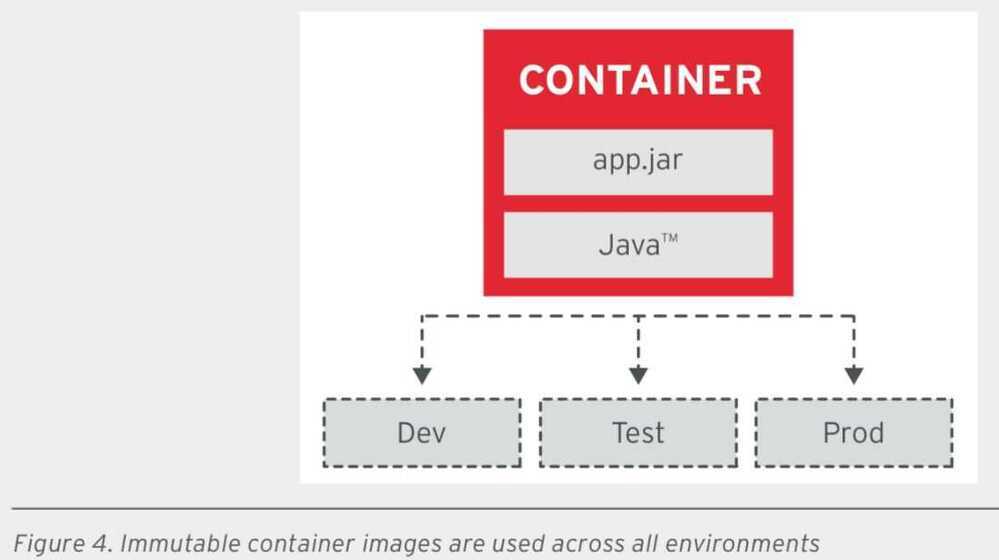 CONTAINER
app.jar
Java™
Dev Test Prod
Figure 4. Immutable container images are used across all environments